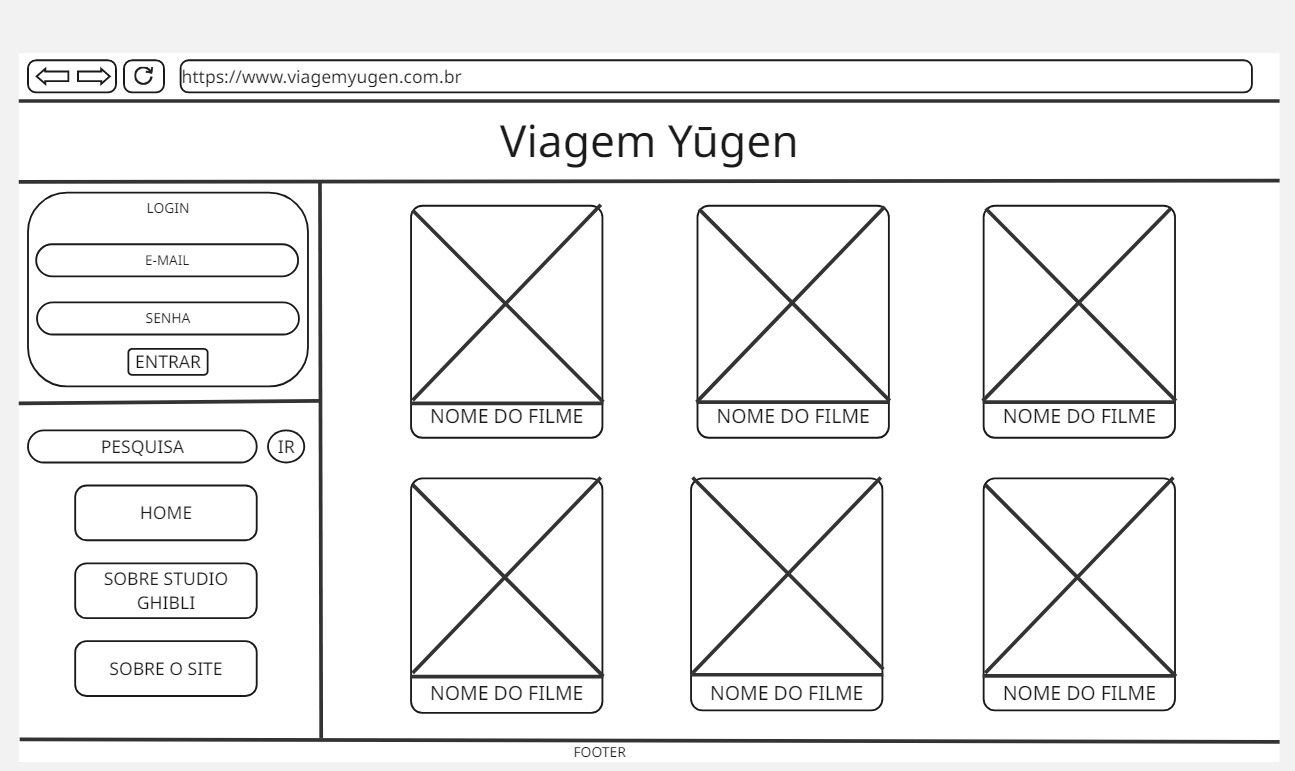 https://www.viagemyugen.com.br
Viagem Yūgen
LOGIN
E-MAIL
SENHA
ENTRAR
PESQUISA
IR
HOME
SOBRE STUDIO
GHIBLI
SOBRE O SITE
NOME DO FILME
NOME DO FILME
NOME DO FILME
NOME DO FILME
NOME DO FILME
NOME DO FILME
FOOTER